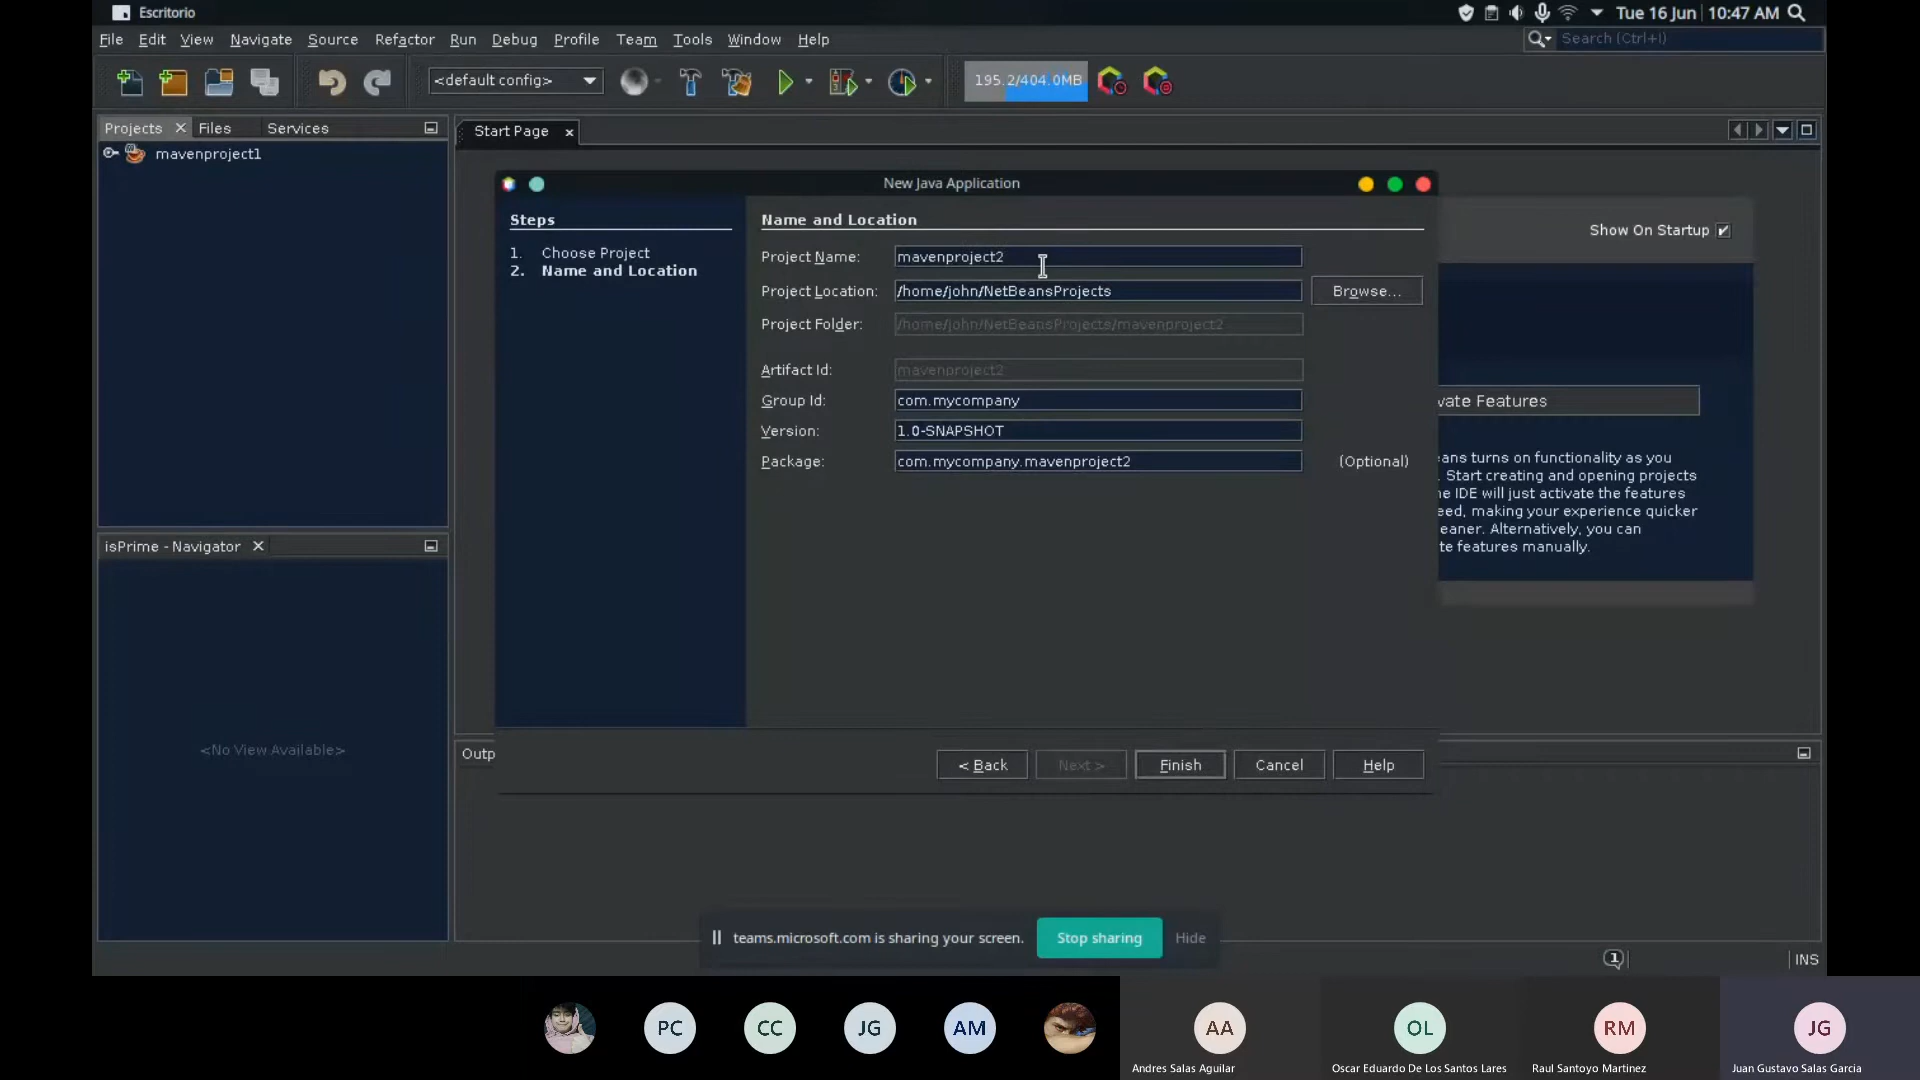 Escritorio
Tue 16 Jun 10:47 AM
File Edit View Navigate Source Refactor Run Debug Profile Team Tools Window Help
Search (Ctrl+I)
<default config>
195.2/404.0MB
Projects Files Services
Start Page
mavenproject1
New Java Application
Show On Startup
Steps
1. Choose Project
2. Name and Location
Name and Location
Project Name: mavenproject2
Project Location: /home/john/NetBeansProjects Browse...
Project Folder: /home/john/NetBeansProjects/mavenproject2
Artifact Id: mavenproject2
Group Id: com.mycompany
Version: 1.0-SNAPSHOT
Package: com.mycompany.mavenproject2 (Optional)
vate Features
ans turns on functionality as you
. Start creating and opening projects
e IDE will just activate the features
eed, making your experience quicker
eaner. Alternatively, you can
te features manually.
isPrime - Navigator
<No View Available>
Outp
< Back Next > Finish Cancel Help
teams.microsoft.com is sharing your screen. Stop sharing Hide
1 INS
PC CC JG AM AA OL RM JG
Andres Salas Aguilar Oscar Eduardo De Los Santos Lares Raul Santoyo Martinez Juan Gustavo Salas Garcia